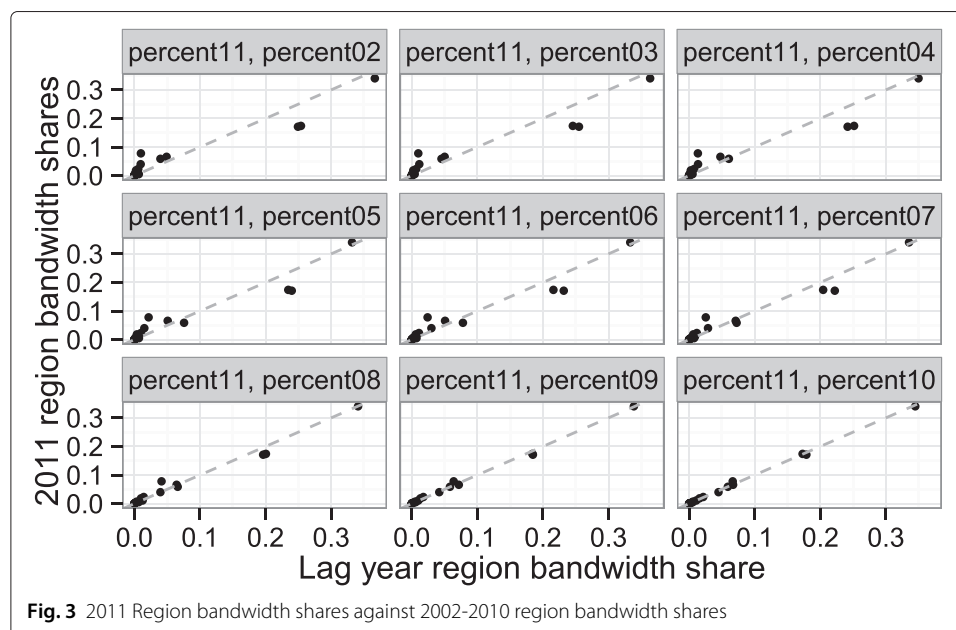 percent11, percent02 percent11, percent03 percent11, percent04
0.3
0.2
0.1
0.0
percent11, percent05 percent11, percent06 percent11, percent07
0.3
0.2
0.1
0.0
percent11, percent08 percent11, percent09 percent11, percent10
0.3
0.2
0.1
0.0
2011 region bandwidth shares
0.0 0.1 0.2 0.3 0.0 0.1 0.2 0.3 0.0 0.1 0.2 0.3
Lag year region bandwidth share
Fig. 3 2011 Region bandwidth shares against 2002-2010 region bandwidth shares